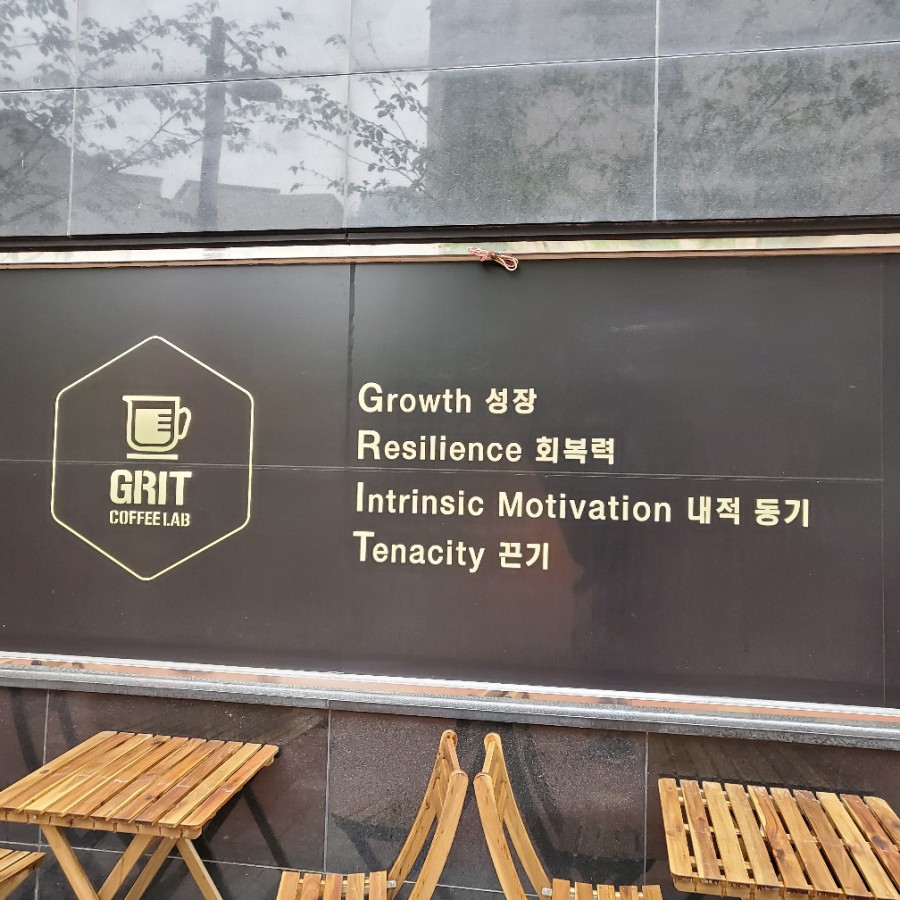 GRIT
COFFEE LAB
Growth 성장
Resilience 회복력
Intrinsic Motivation 내적 동기
Tenacity 끈기